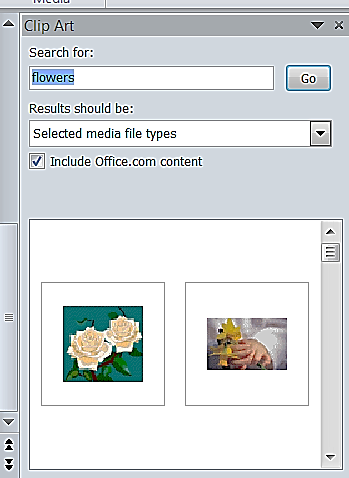 Media
Clip Art
Search for:
flowers
Go
Results should be:
Selected media file types
Include Office.com content